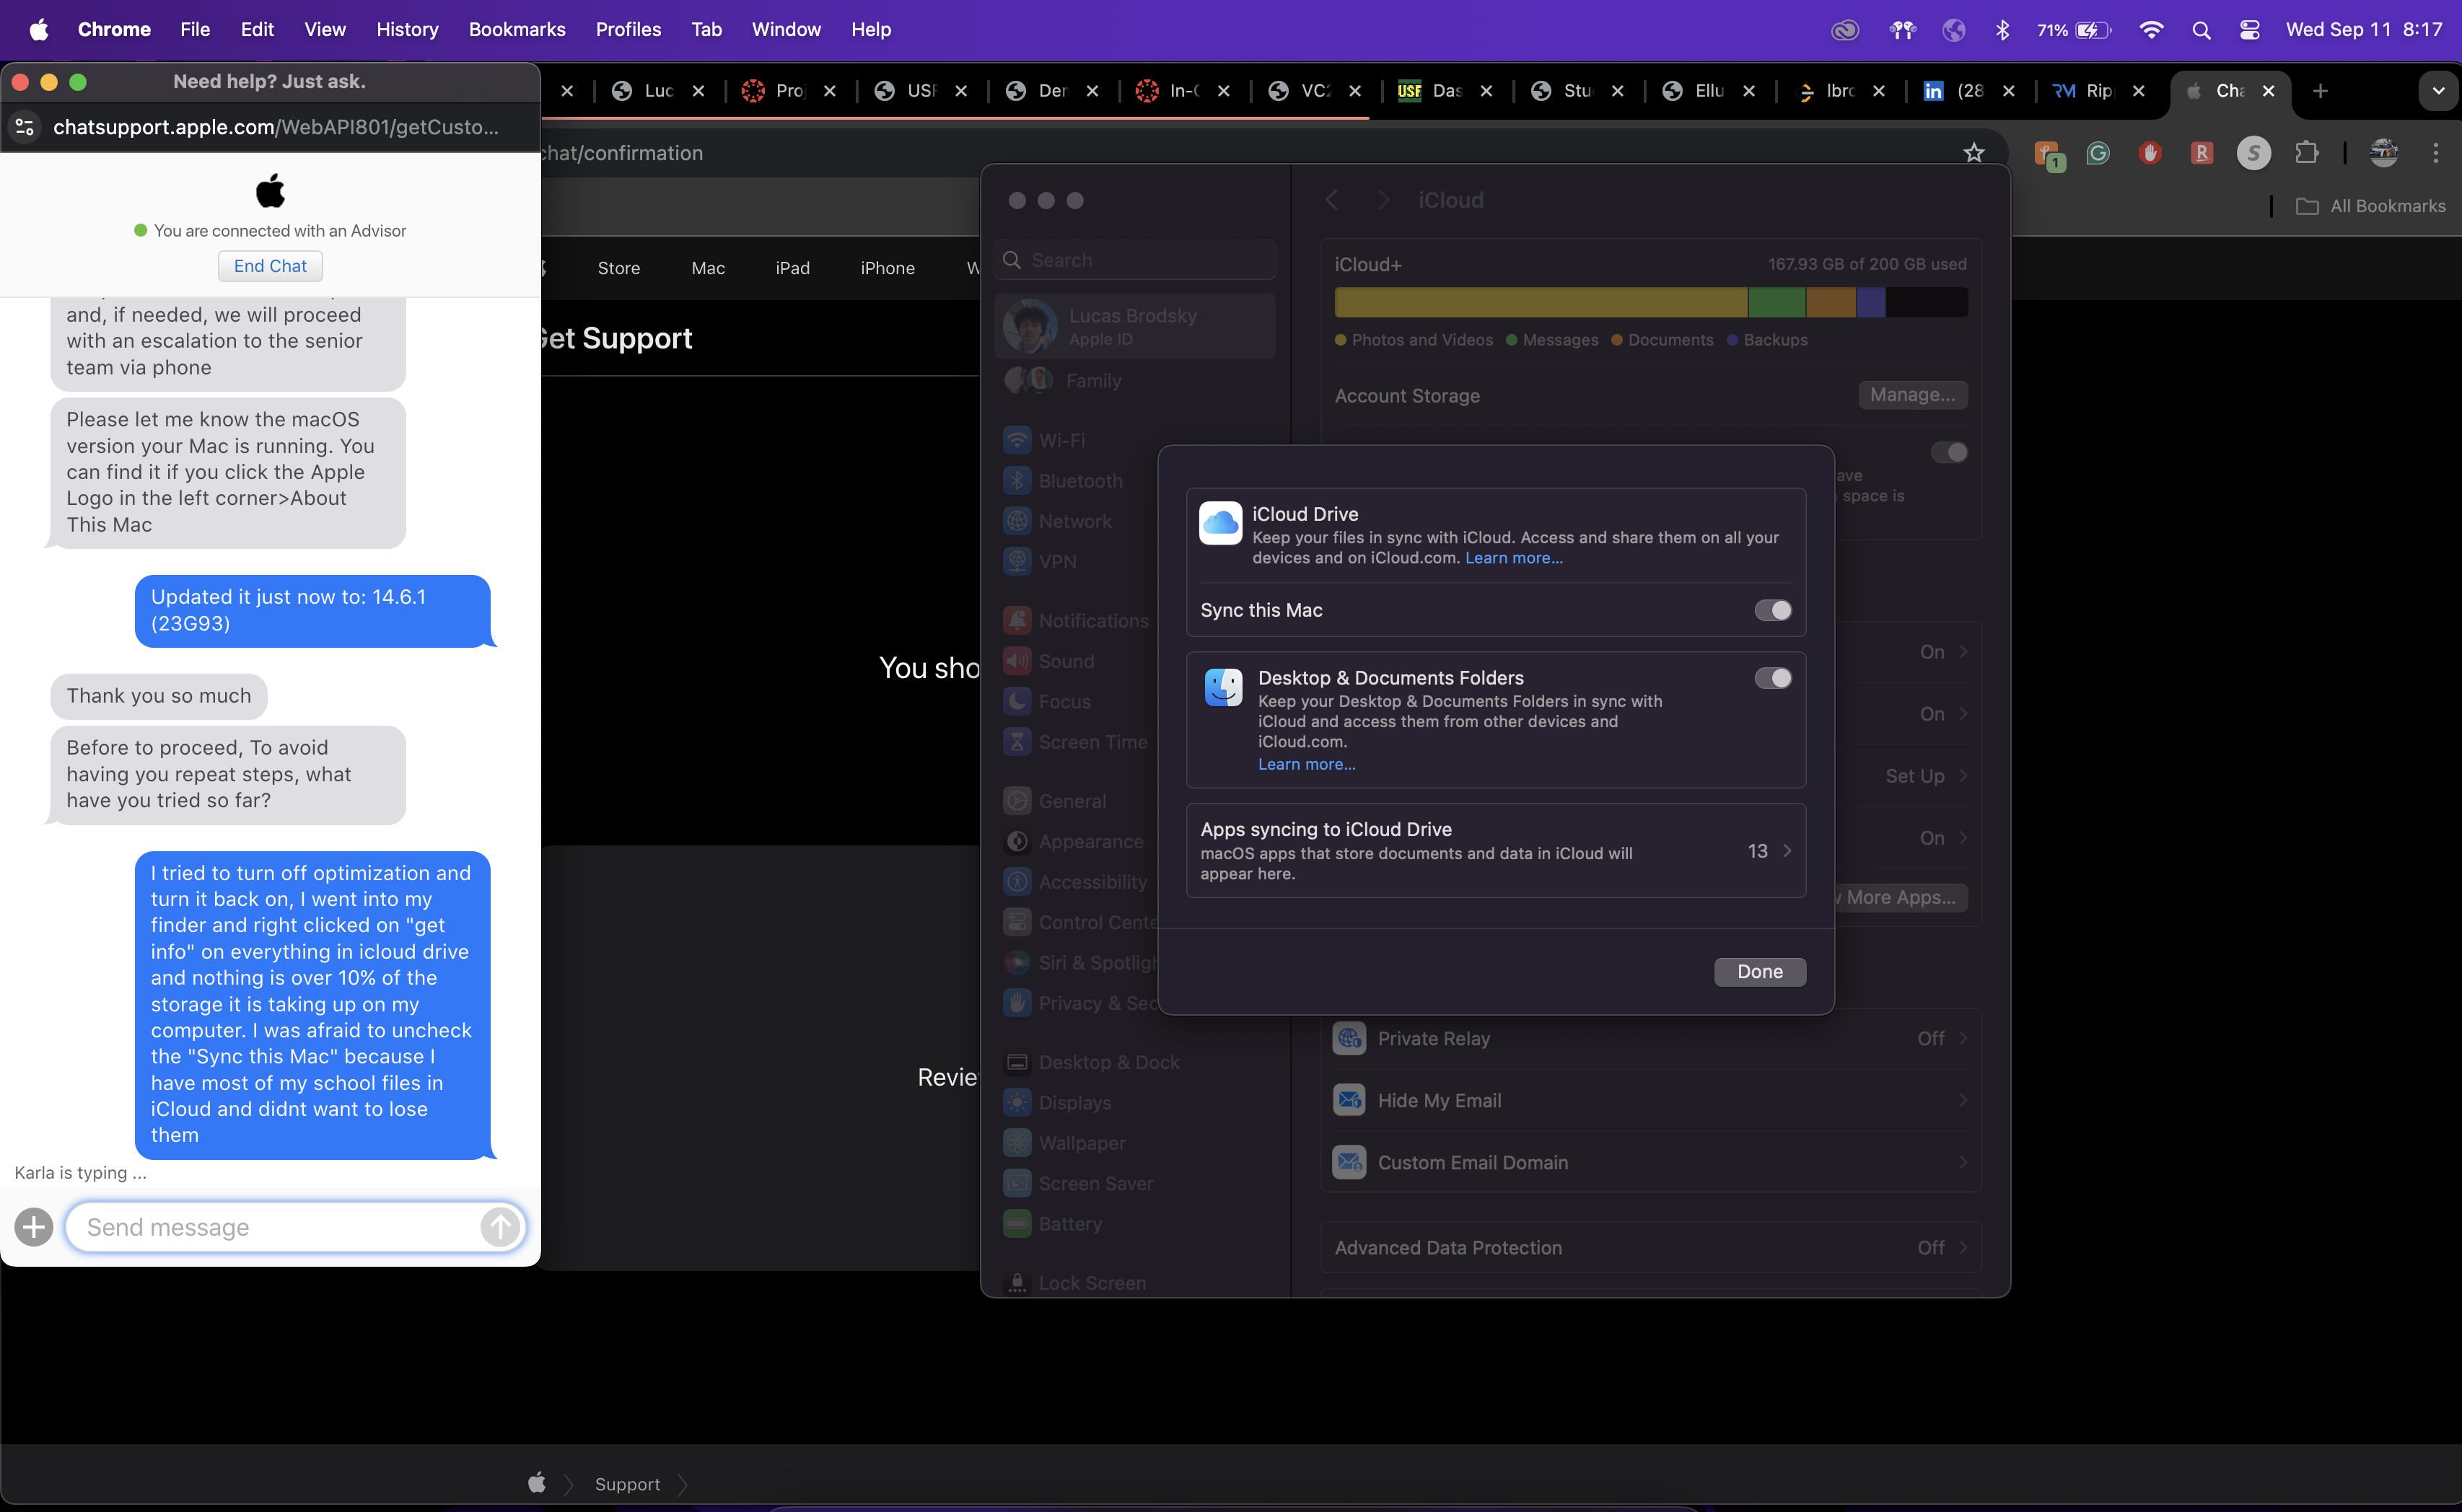 Chrome File Edit View History Bookmarks Profiles Tab Window Help
71% Wed Sep 11 8:17
Need help? Just ask.
chatsupport.apple.com/WebAPI801/getCusto...
You are connected with an Advisor
End Chat
and, if needed, we will proceed
with an escalation to the senior
team via phone
Please let me know the macOS
version your Mac is running. You
can find it if you click the Apple
Logo in the left corner>About
This Mac
Updated it just now to: 14.6.1
(23G93)
Thank you so much
Before to proceed, To avoid
having you repeat steps, what
have you tried so far?
I tried to turn off optimization and
turn it back on, I went into my
finder and right clicked on "get
info" on everything in icloud drive
and nothing is over 10% of the
storage it is taking up on my
computer. I was afraid to uncheck
the "Sync this Mac" because I
have most of my school files in
iCloud and didnt want to lose
them
Karla is typing ...
Send message
Luc Pro USF Der In-C VC2 USF Das Stu Ellu lbrc in (28 RM Rip Cha
chat/confirmation
1 G R S
All Bookmarks
Store Mac iPad iPhone W
Get Support
You sho
Revie
Support
Search
Lucas Brodsky
Apple ID
Family
Wi-Fi
Bluetooth
Network
VPN
Notifications
Sound
Focus
Screen Time
General
Appearance
Accessibility
Control Cente
Siri & Spotligh
Privacy & Sec
Desktop & Dock
Displays
Wallpaper
Screen Saver
Battery
Lock Screen
iCloud
iCloud+ 167.93 GB of 200 GB used
Photos and Videos Messages Documents Backups
Account Storage Manage...
ave
space is
On
On
Set Up
On
More Apps...
iCloud Drive
Keep your files in sync with iCloud. Access and share them on all your
devices and on iCloud.com. Learn more...
Sync this Mac
Desktop & Documents Folders
Keep your Desktop & Documents Folders in sync with
iCloud and access them from other devices and
iCloud.com.
Learn more...
Apps syncing to iCloud Drive
macOS apps that store documents and data in iCloud will
appear here.
13
Done
Private Relay Off
Hide My Email
Custom Email Domain
Advanced Data Protection Off